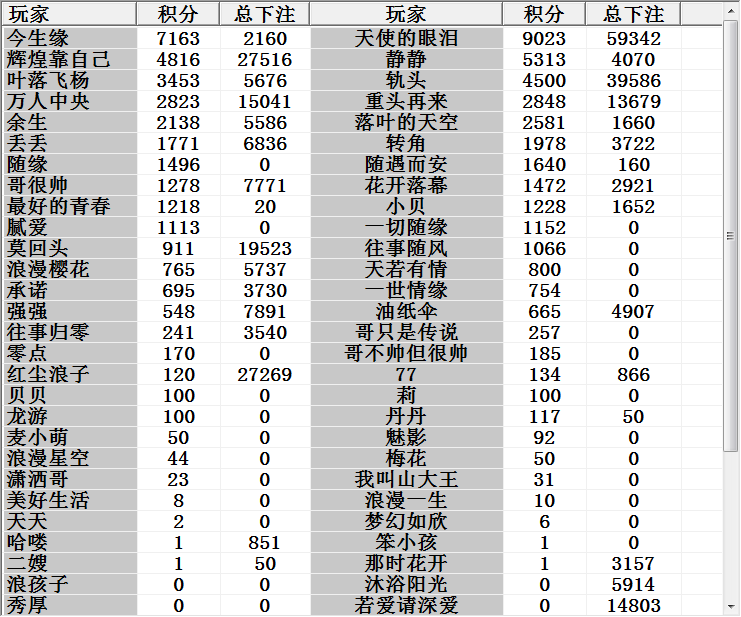 玩家 积分 总下注 玩家 积分 总下注
今生缘 7163 2160 天使的眼泪 9023 59342
辉煌靠自己 4816 27516 静静 5313 4070
叶落飞杨 3453 5676 轨头 4500 39586
万人中央 2823 15041 重头再来 2848 13679
余生 2138 5586 落叶的天空 2581 1660
丢丢 1771 6836 转角 1978 3722
随缘 1496 0 随遇而安 1640 160
哥很帅 1278 7771 花开落幕 1472 2921
最好的青春 1218 20 小贝 1228 1652
腻爱 1113 0 一切随缘 1152 0
莫回头 911 19523 往事随风 1066 0
浪漫樱花 765 5737 天若有情 800 0
承诺 695 3730 一世情缘 754 0
强强 548 7891 油纸伞 665 4907
往事归零 241 3540 哥只是传说 257 0
零点 170 0 哥不帅但很帅 185 0
红尘浪子 120 27269 77 134 866
贝贝 100 0 莉 100 0
龙游 100 0 丹丹 117 50
麦小萌 50 0 魅影 92 0
浪漫星空 44 0 梅花 50 0
潇洒哥 23 0 我叫山大王 31 0
美好生活 8 0 浪漫一生 10 0
天天 2 0 梦幻如欣 6 0
哈喽 1 851 笨小孩 1 0
二嫂 1 50 那时花开 1 3157
浪孩子 0 0 沐浴阳光 0 5914
秀厚 0 0 若爱请深爱 0 14803